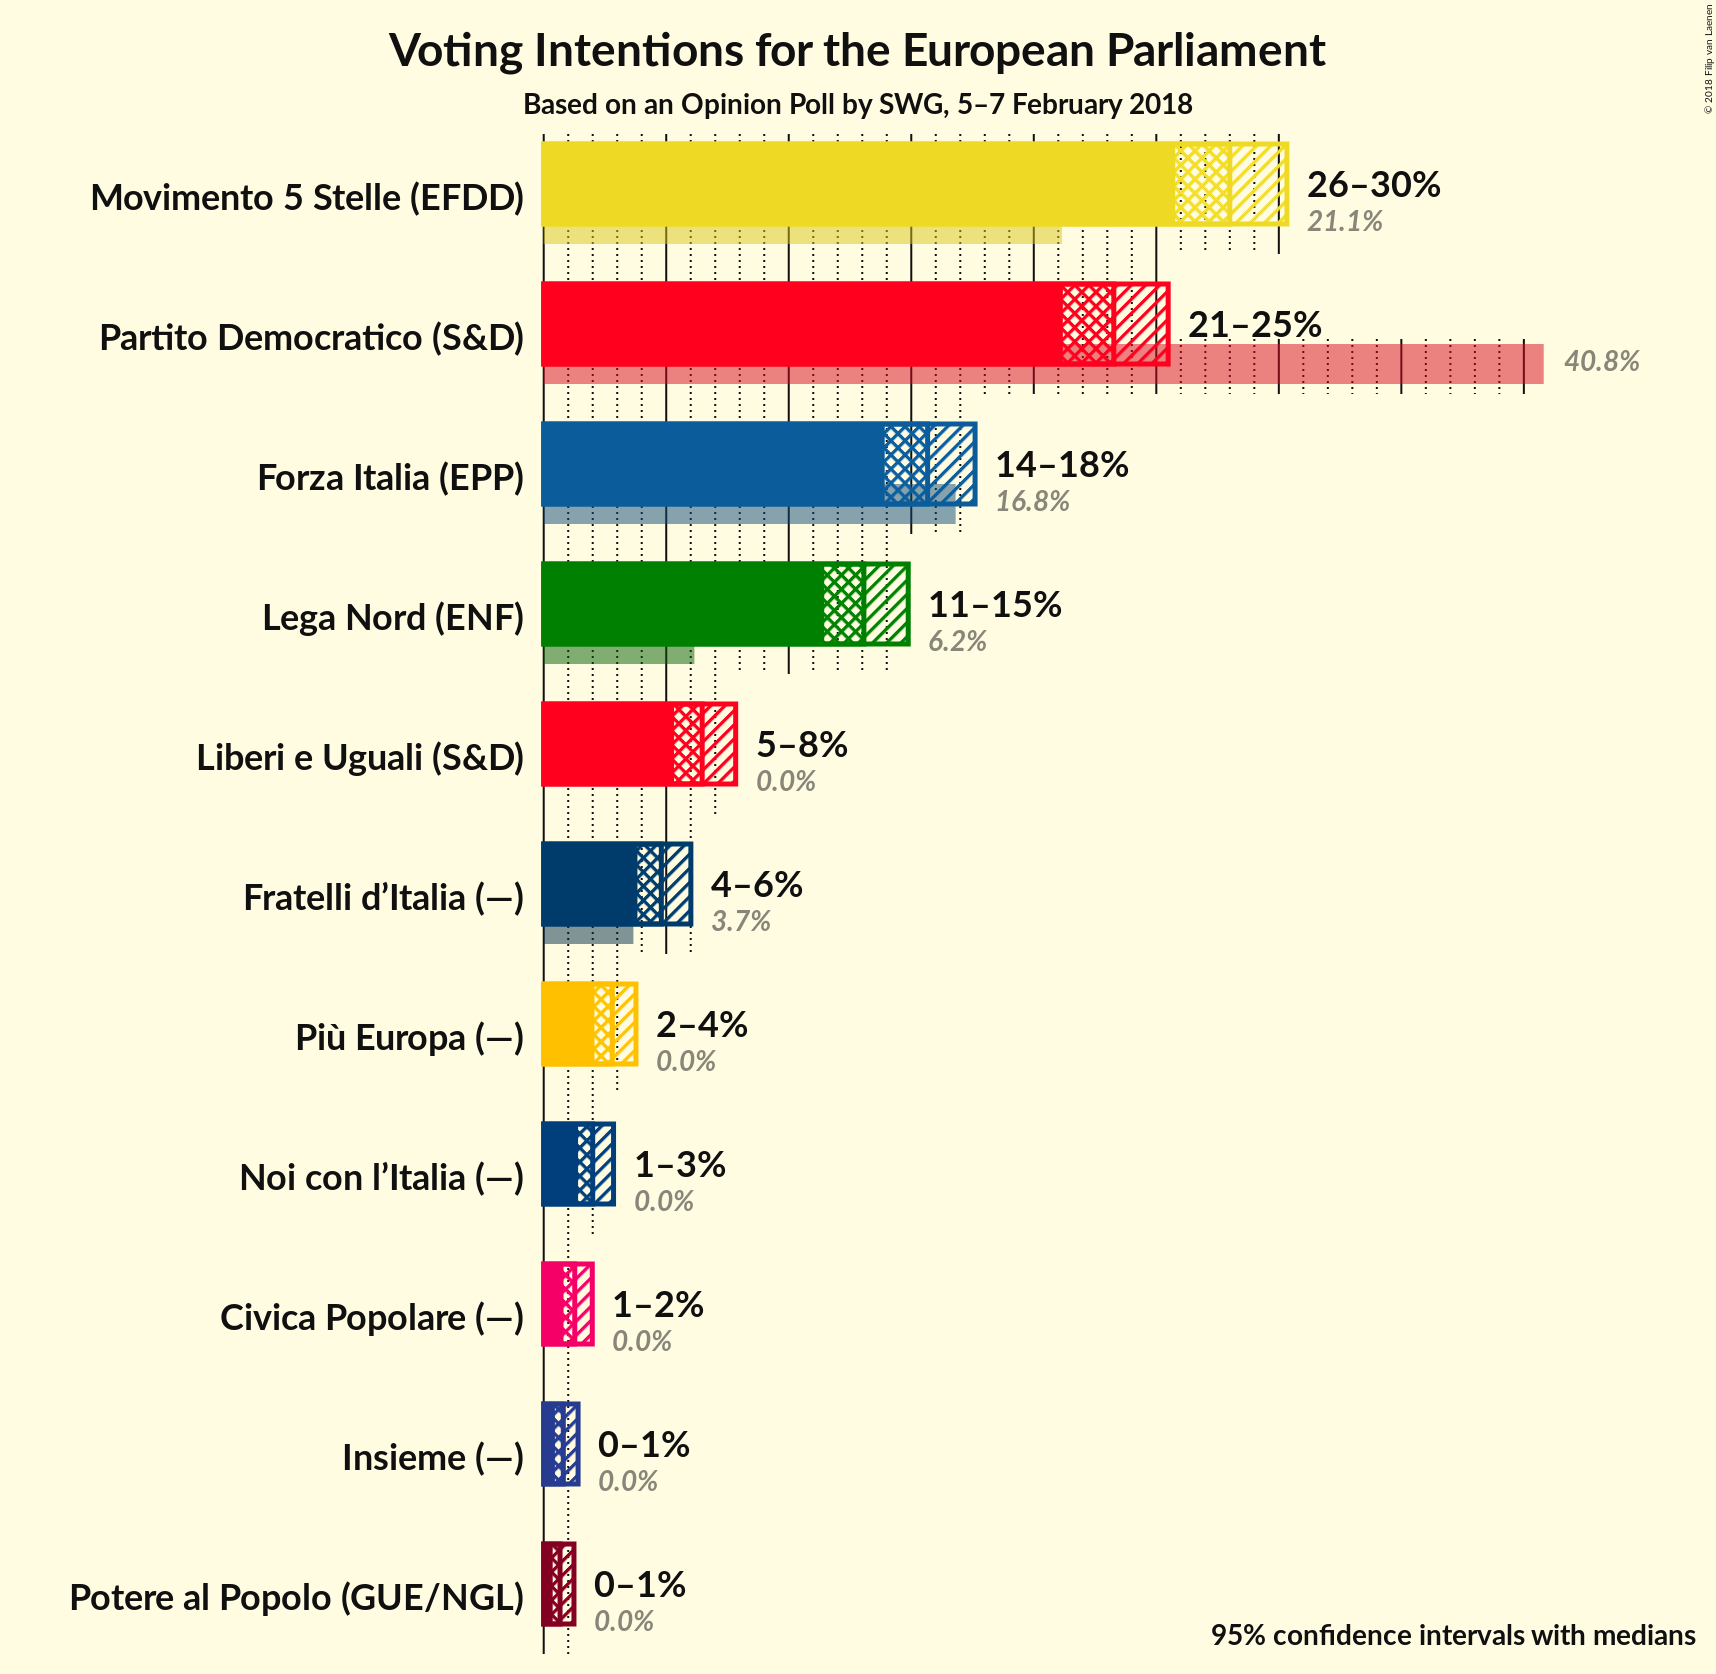 Voting Intentions for the European Parliament
Based on an Opinion Poll by SWG, 5–7 February 2018
© 2018 Filip van Laenen
Movimento 5 Stelle (EFDD)
26–30%
21.1%
Partito Democratico (S&D)
21–25%
40.8%
Forza Italia (EPP)
14–18%
16.8%
Lega Nord (ENF)
11–15%
6.2%
Liberi e Uguali (S&D)
5–8%
0.0%
Fratelli d’Italia (—)
4–6%
3.7%
Più Europa (—)
2–4%
0.0%
Noi con l’Italia (—)
1–3%
0.0%
Civica Popolare (—)
1–2%
0.0%
Insieme (—)
0–1%
0.0%
Potere al Popolo (GUE/NGL)
0–1%
0.0%
95% confidence intervals with medians